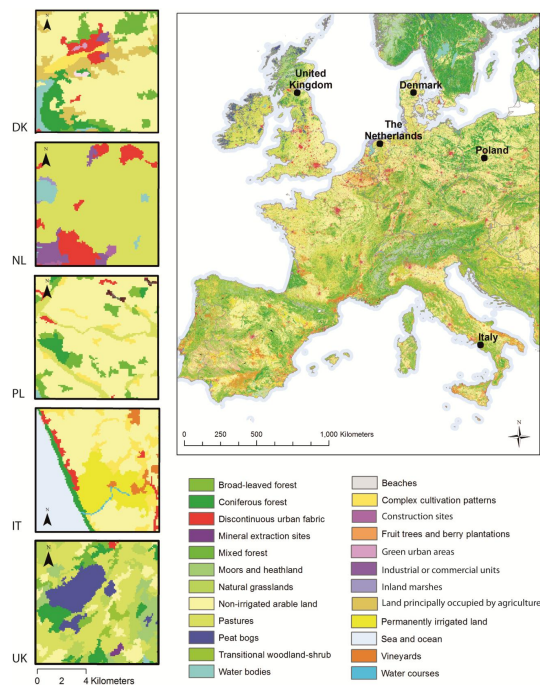 N
DK
N
NL
N
PL
N
IT
N
UK
0 2 4 Kilometers
United
Kingdom
Denmark
The
Netherlands
Poland
Italy
0 250 500 1,000 Kilometers
N
Broad-leaved forest
Coniferous forest
Discontinuous urban fabric
Mineral extraction sites
Mixed forest
Moors and heathland
Natural grasslands
Non-irrigated arable land
Pastures
Peat bogs
Transitional woodland-shrub
Water bodies
Beaches
Complex cultivation patterns
Construction sites
Fruit trees and berry plantations
Green urban areas
Industrial or commercial units
Inland marshes
Land principally occupied by agriculture
Permanently irrigated land
Sea and ocean
Vineyards
Water courses